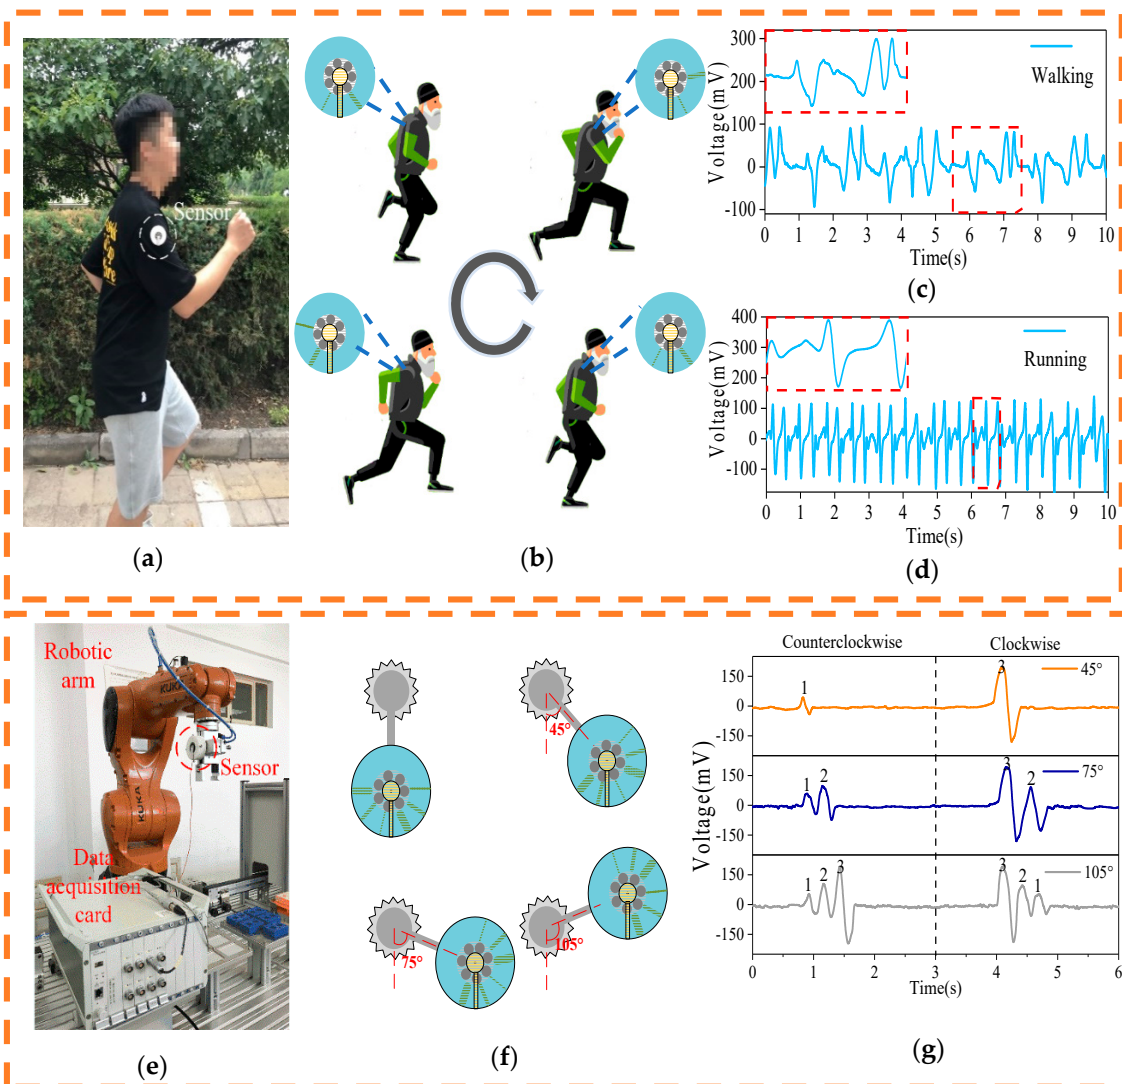 Sensor
(a)
(b)
300
200
100
0
-100
Voltage(mV)
Walking
0 1 2 3 4 5 6 7 8 9 10
Time(s)
(c)
400
300
200
100
0
-100
Voltage(mV)
Running
0 1 2 3 4 5 6 7 8 9 10
Time(s)
(d)
Robotic
arm
KUKA
Sensor
KUKA
Data
acquisition
card
(e)
45°
75°
105°
(f)
Counterclockwise
Clockwise
Voltage(mV)
150
0
-150
1
3
45°
150
0
-150
1 2
3 2
75°
150
0
-150
1 2 3
3 2 1
105°
0 1 2 3 4 5 6
Time(s)
(g)